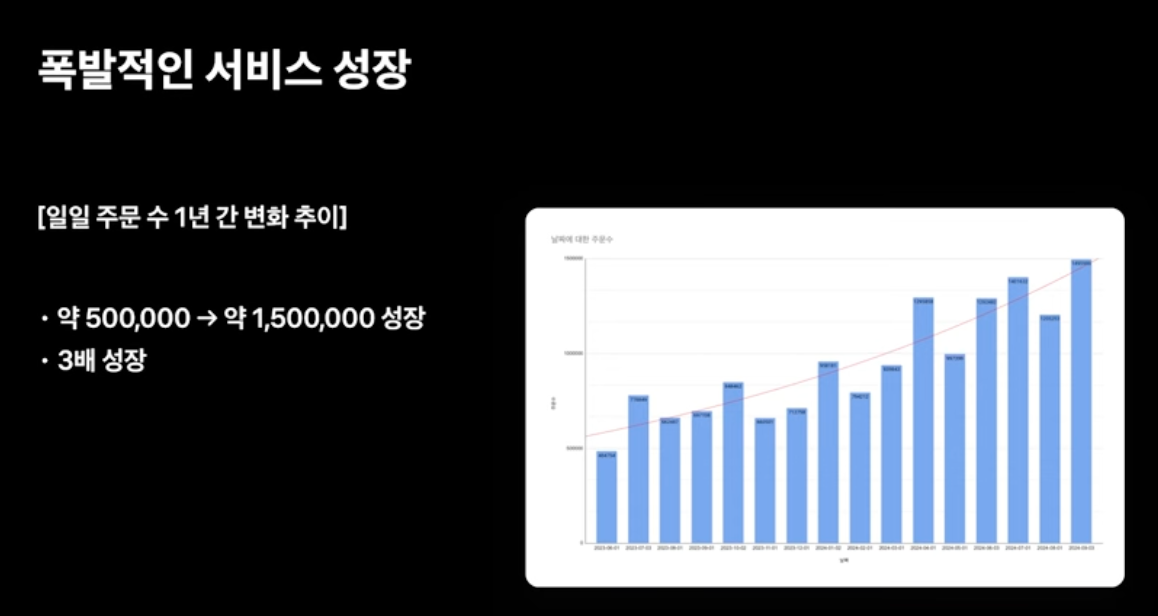 폭발적인 서비스 성장
[일일 주문 수 1년 간 변화 추이]
· 약 500,000 → 약 1,500,000 성장
· 3배 성장
날짜에 대한 주문수
1500000
1000000
500000
0
주문수
2023-06-01 2023-07-03 2023-08-01 2023-09-01 2023-10-02 2023-11-01 2023-12-01 2024-01-02 2024-02-01 2024-03-01 2024-04-01 2024-05-01 2024-06-03 2024-07-01 2024-08-01 2024-09-03
날짜